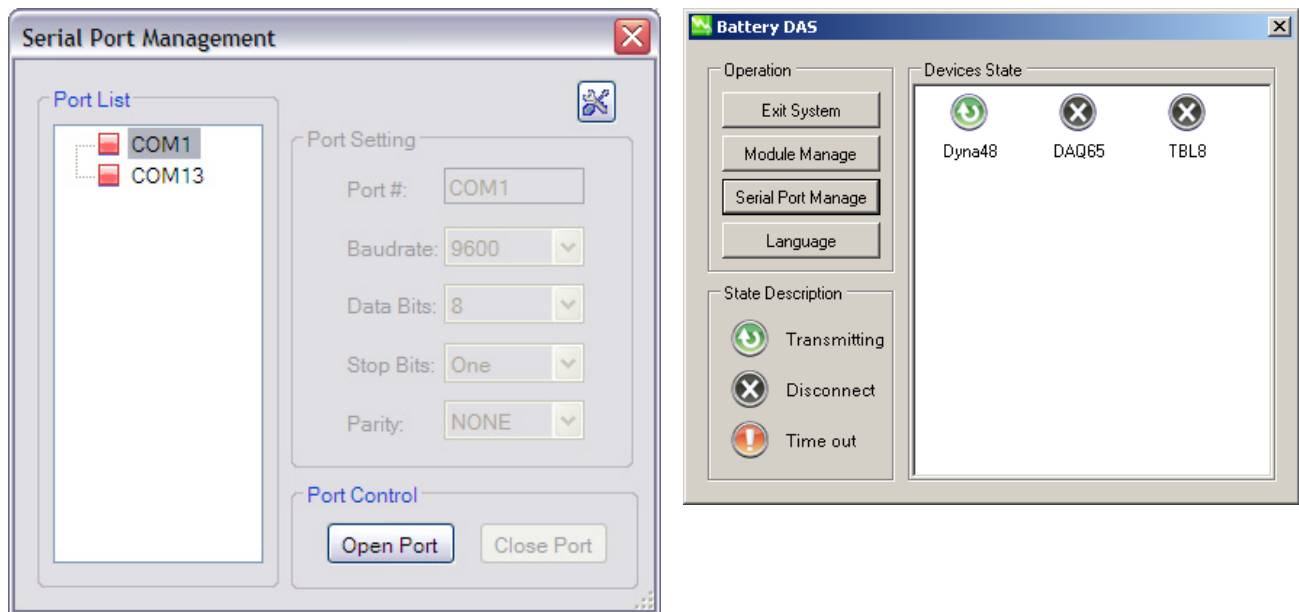 Serial Port Management
Port List
COM1
COM13
Port Setting
Port #: COM1
Baudrate: 9600
Data Bits: 8
Stop Bits: One
Parity: NONE
Port Control
Open Port Close Port
Battery DAS
Operation
Exit System
Module Manage
Serial Port Manage
Language
State Description
Transmitting
Disconnect
Time out
Devices State
Dyna48 DAQ65 TBL8